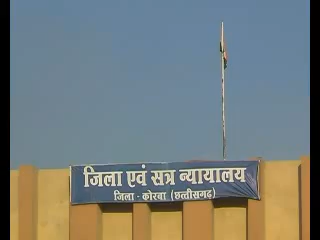 जिला एवं सत्र न्यायालय
जिला - कोरबा (छत्तीसगढ़)